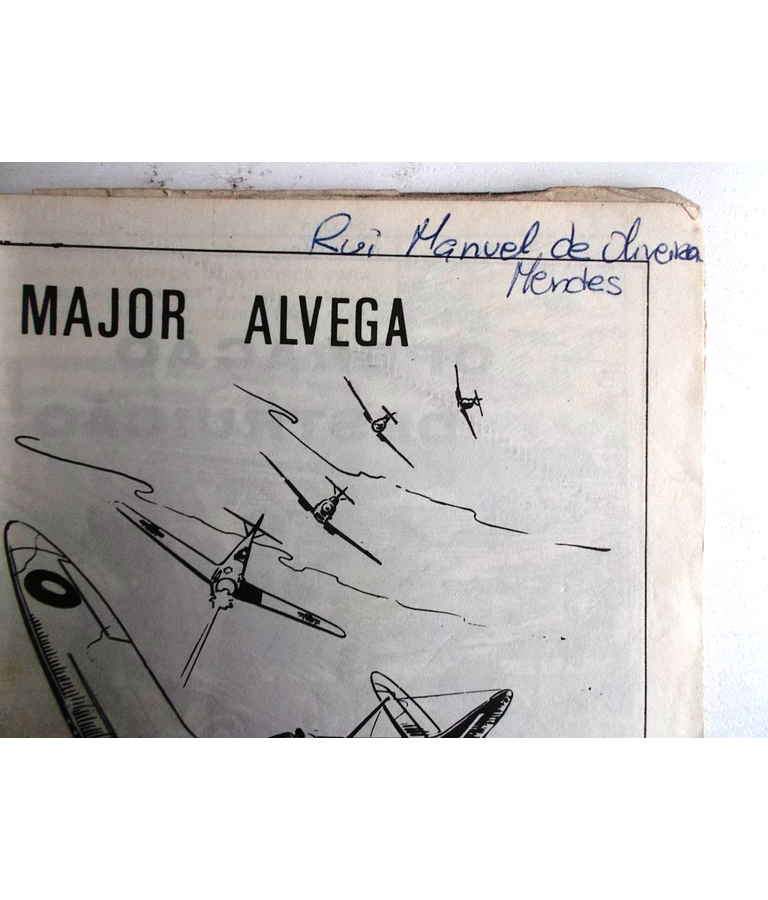 Rui Manuel de Oliveira
Mendes
MAJOR ALVEGA